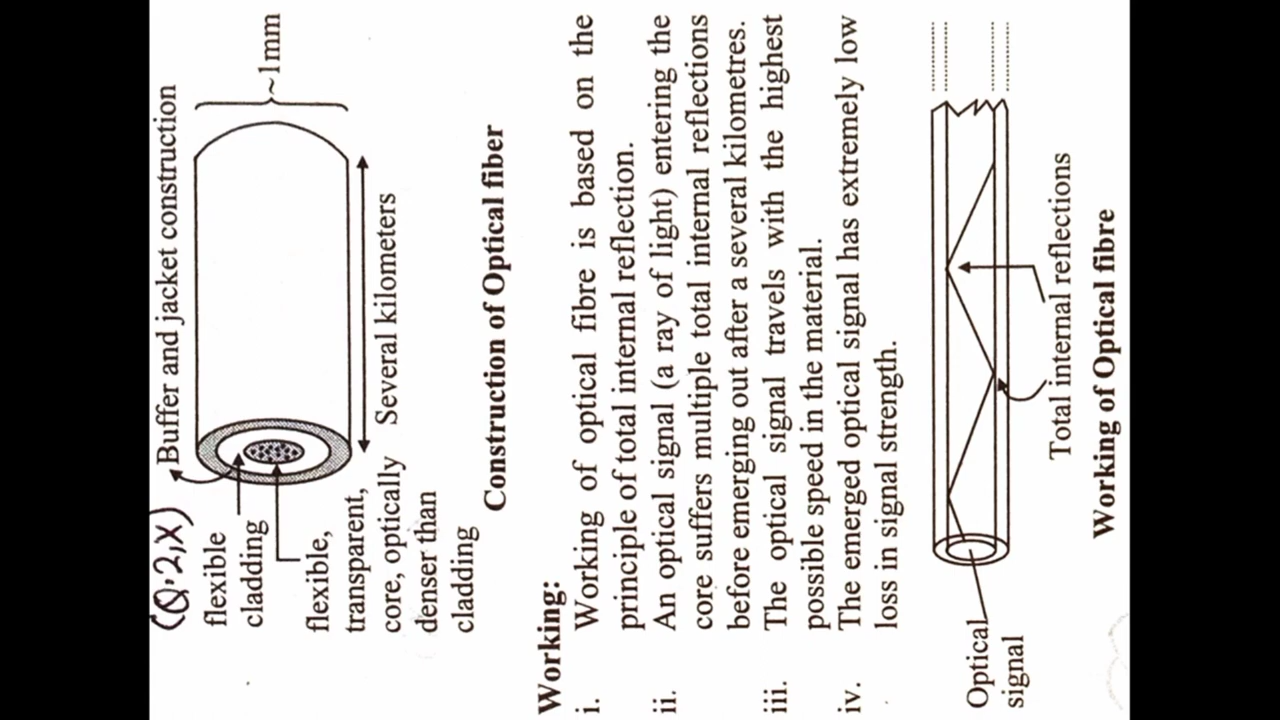 (Q.2,x)
Buffer and jacket construction
~1mm
flexible
cladding
flexible,
transparent,
core, optically
denser than
cladding
Several kilometers
Construction of Optical fiber
Working:
i. Working of optical fibre is based on the
principle of total internal reflection.
ii. An optical signal (a ray of light) entering the
core suffers multiple total internal reflections
before emerging out after a several kilometres.
iii. The optical signal travels with the highest
possible speed in the material.
iv. The emerged optical signal has extremely low
loss in signal strength.
Optical
signal
Total internal reflections
Working of Optical fibre